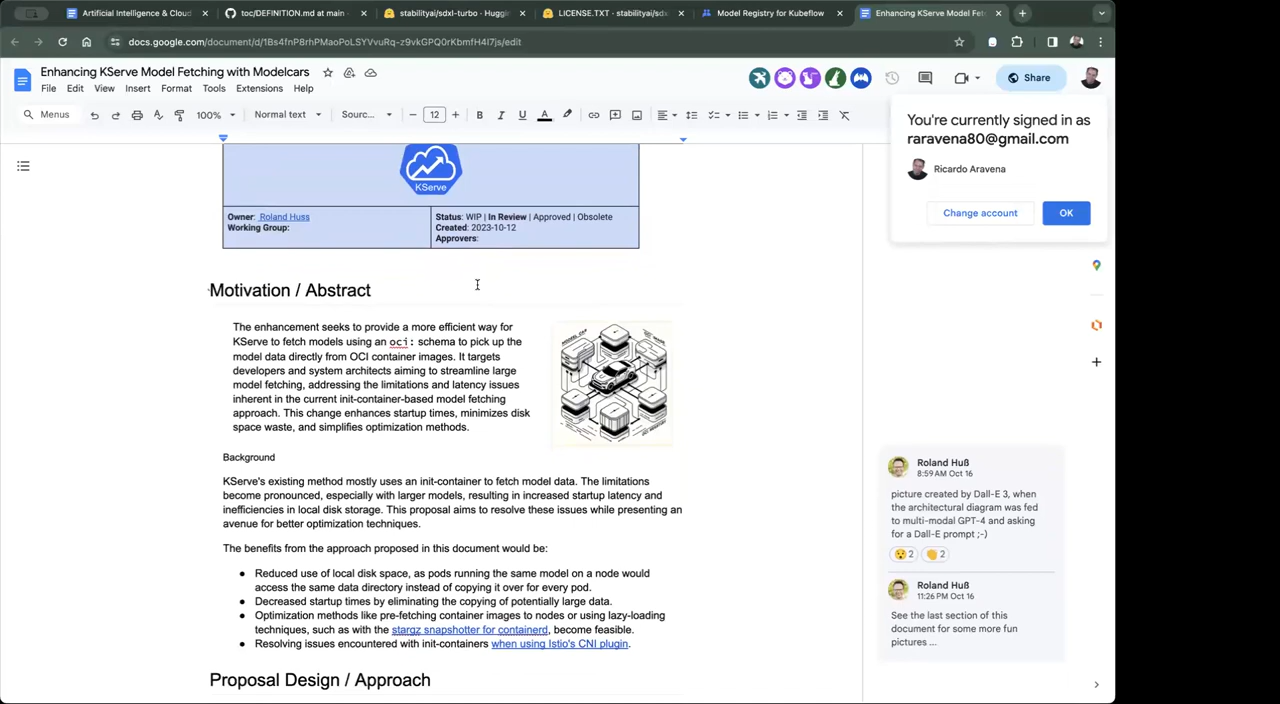 Artificial Intelligence & Cloud
toc/DEFINITION.md at main ·
stabilityai/sdxl-turbo · Hugg
LICENSE.TXT · stabilityai/sdx
Model Registry for Kubeflow
Enhancing KServe Model Fet
docs.google.com/document/d/1Bs4fnP8rhPMaoPoLSYVvuRq-z9vkGPQ0rKbmfH4I7js/edit
Enhancing KServe Model Fetching with Modelcars
File Edit View Insert Format Tools Extensions Help
Share
Menus
100%
Normal text
Sourc...
12
B I U A
You're currently signed in as
raravena80@gmail.com
Ricardo Aravena
Change account
OK
KServe
Owner: Roland Huss
Working Group:
Status: WIP | In Review | Approved | Obsolete
Created: 2023-10-12
Approvers:
Motivation / Abstract
The enhancement seeks to provide a more efficient way for
KServe to fetch models using an oci: schema to pick up the
model data directly from OCI container images. It targets
developers and system architects aiming to streamline large
model fetching, addressing the limitations and latency issues
inherent in the current init-container-based model fetching
approach. This change enhances startup times, minimizes disk
space waste, and simplifies optimization methods.
Background
KServe's existing method mostly uses an init-container to fetch model data. The limitations
become pronounced, especially with larger models, resulting in increased startup latency and
inefficiencies in local disk storage. This proposal aims to resolve these issues while presenting an
avenue for better optimization techniques.
The benefits from the approach proposed in this document would be:
● Reduced use of local disk space, as pods running the same model on a node would
access the same data directory instead of copying it over for every pod.
● Decreased startup times by eliminating the copying of potentially large data.
● Optimization methods like pre-fetching container images to nodes or using lazy-loading
techniques, such as with the stargz snapshotter for containerd, become feasible.
● Resolving issues encountered with init-containers when using Istio's CNI plugin.
Proposal Design / Approach
Roland Huß
8:59 AM Oct 16
picture created by Dall-E 3, when
the architectural diagram was fed
to multi-modal GPT-4 and asking
for a Dall-E prompt ;-)
😯 2 👏 2
Roland Huß
11:26 PM Oct 16
See the last section of this
document for some more fun
pictures ...